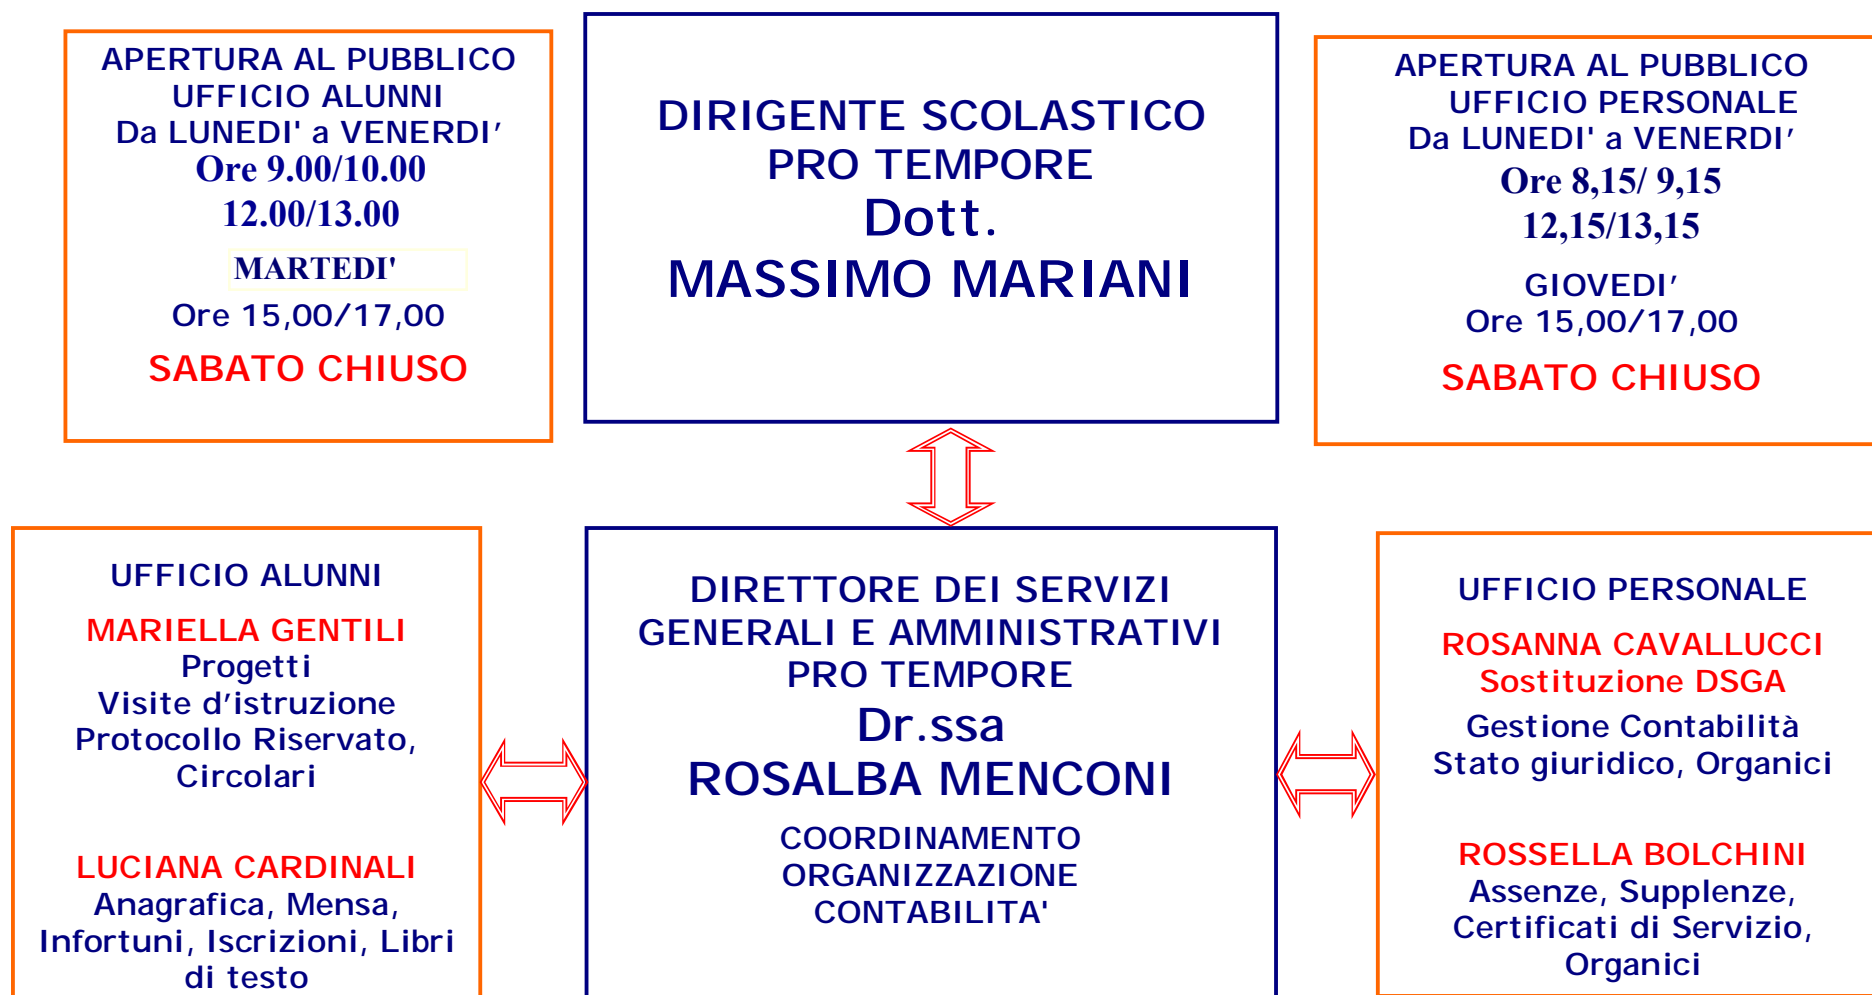 APERTURA AL PUBBLICO
UFFICIO ALUNNI
Da LUNEDI' a VENERDI’
Ore 9.00/10.00
12.00/13.00
MARTEDI'
Ore 15,00/17,00
SABATO CHIUSO
DIRIGENTE SCOLASTICO
PRO TEMPORE
Dott.
MASSIMO MARIANI
APERTURA AL PUBBLICO
UFFICIO PERSONALE
Da LUNEDI' a VENERDI’
Ore 8,15/ 9,15
12,15/13,15
GIOVEDI’
Ore 15,00/17,00
SABATO CHIUSO
UFFICIO ALUNNI
MARIELLA GENTILI
Progetti
Visite d’istruzione
Protocollo Riservato,
Circolari
LUCIANA CARDINALI
Anagrafica, Mensa,
Infortuni, Iscrizioni, Libri
di testo
DIRETTORE DEI SERVIZI
GENERALI E AMMINISTRATIVI
PRO TEMPORE
Dr.ssa
ROSALBA MENCONI
COORDINAMENTO
ORGANIZZAZIONE
CONTABILITA'
UFFICIO PERSONALE
ROSANNA CAVALLUCCI
Sostituzione DSGA
Gestione Contabilità
Stato giuridico, Organici
ROSSELLA BOLCHINI
Assenze, Supplenze,
Certificati di Servizio,
Organici